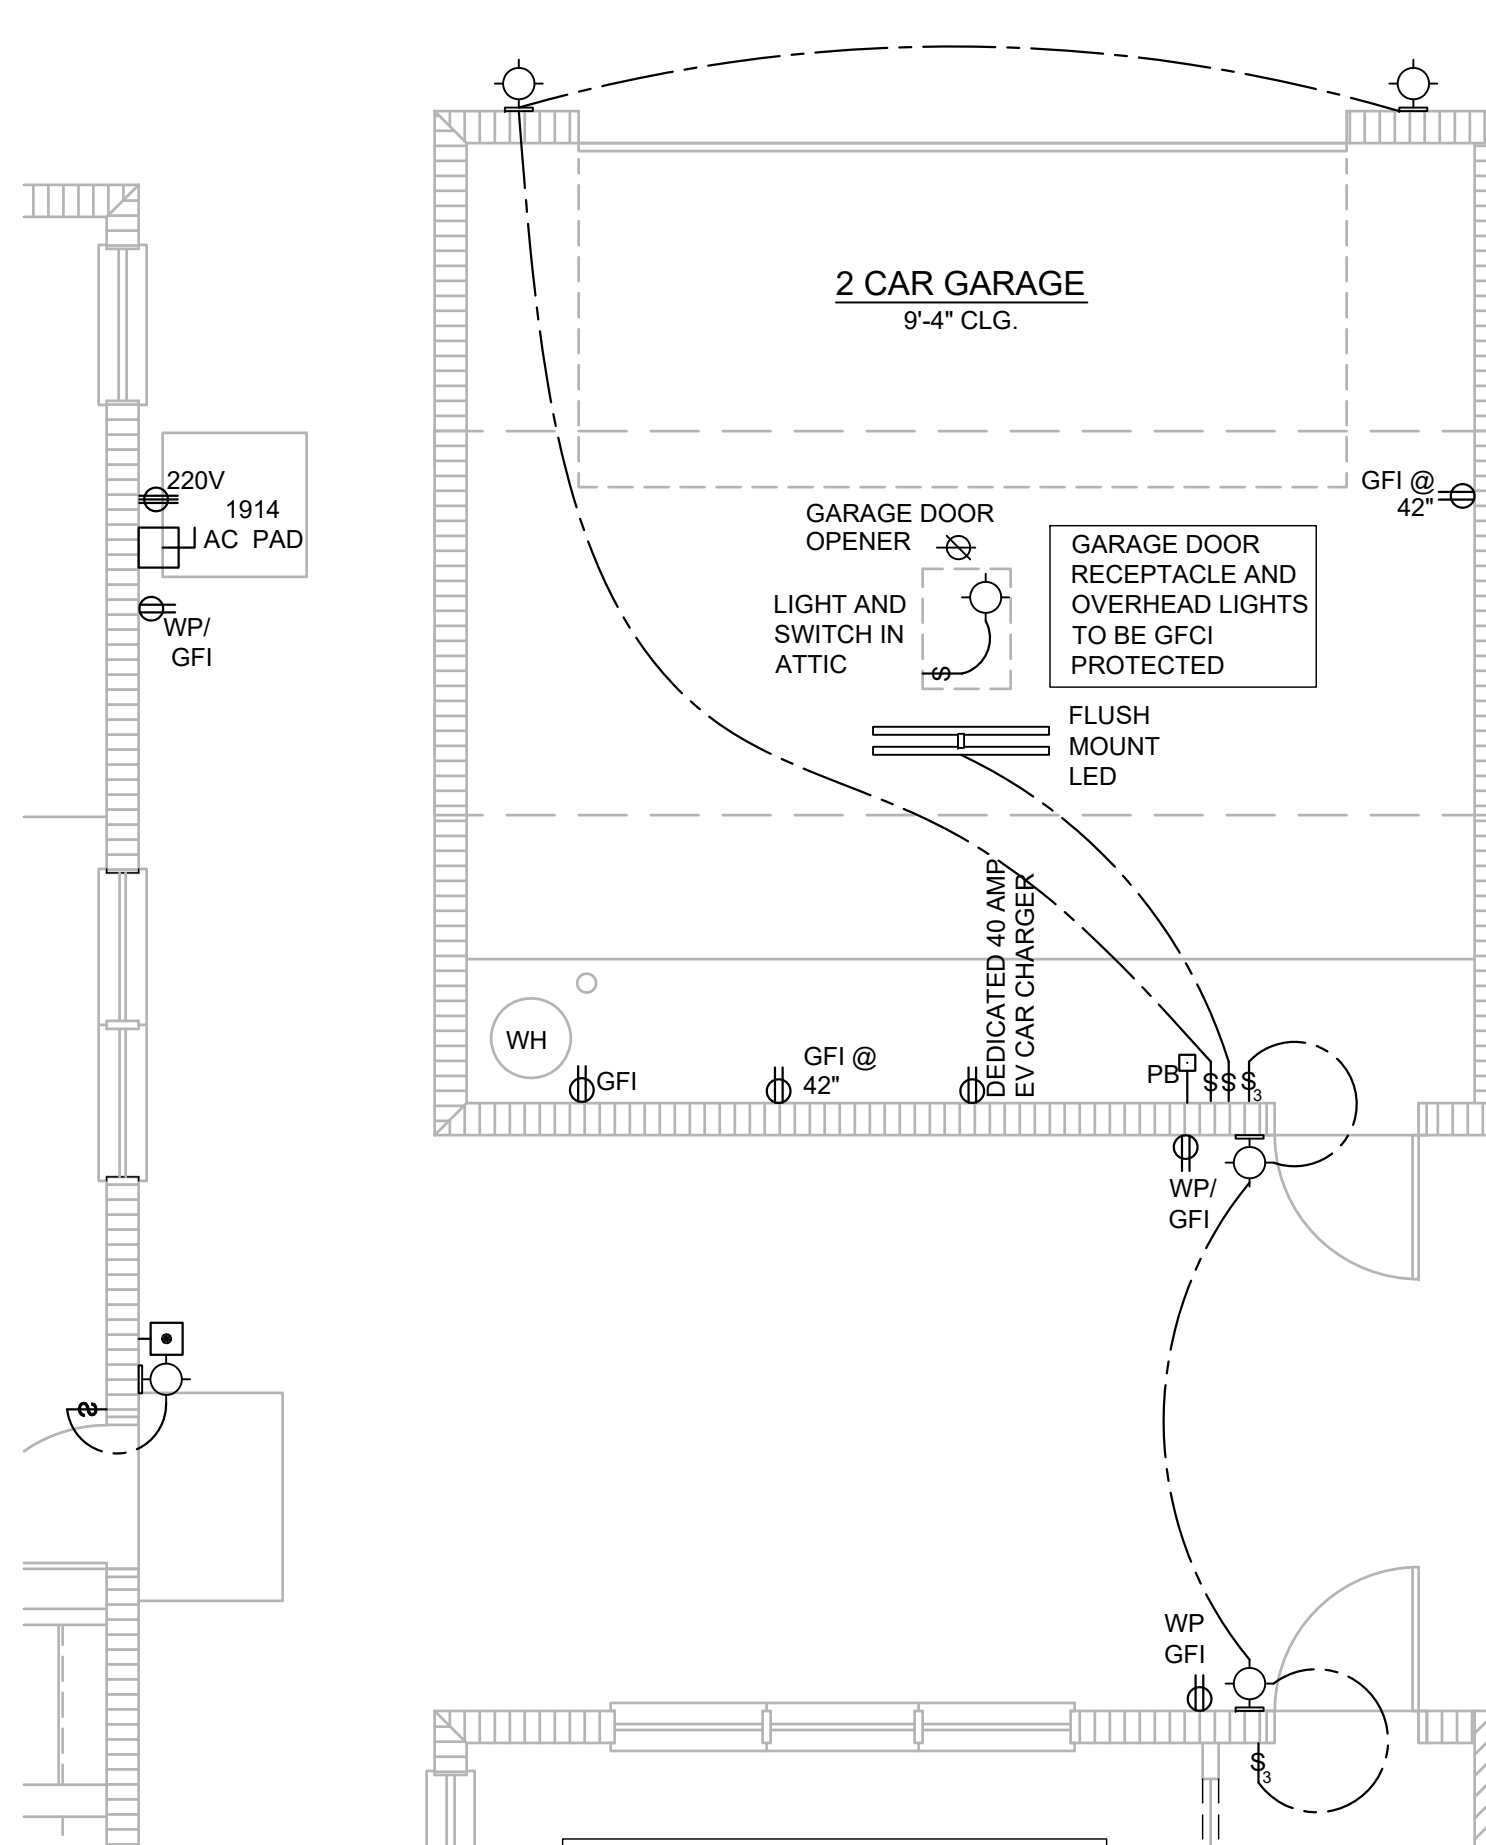 2 CAR GARAGE
9'-4" CLG.
220V
1914
AC PAD
WP/
GFI
GFI @
42"
GARAGE DOOR
OPENER
GARAGE DOOR
RECEPTACLE AND
OVERHEAD LIGHTS
TO BE GFCI
PROTECTED
LIGHT AND
SWITCH IN
ATTIC
S
FLUSH
MOUNT
LED
DEDICATED 40 AMP
EV CAR CHARGER
WH
GFI
GFI @
42"
PB
S S S3
WP/
GFI
S
WP
GFI
S3